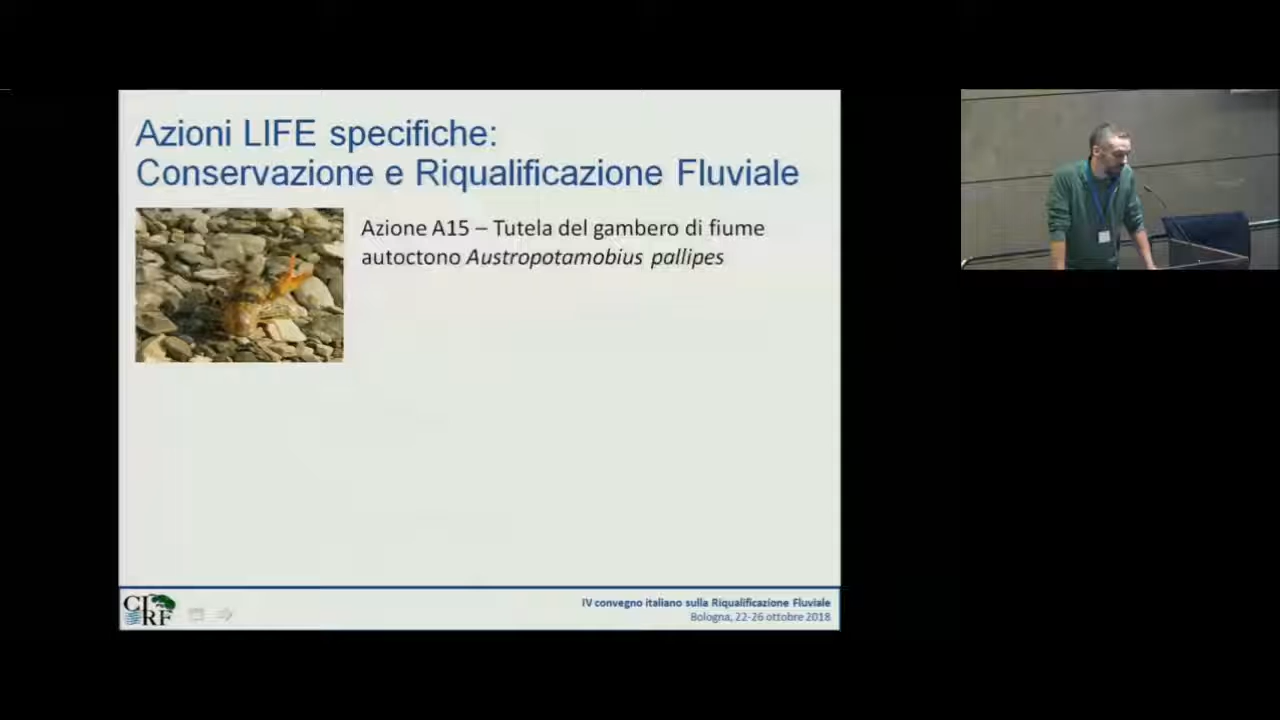 Azioni LIFE specifiche:
Conservazione e Riqualificazione Fluviale
Azione A15 – Tutela del gambero di fiume
autoctono Austropotamobius pallipes
CIRF
IV convegno italiano sulla Riqualificazione Fluviale
Bologna, 22-26 ottobre 2018